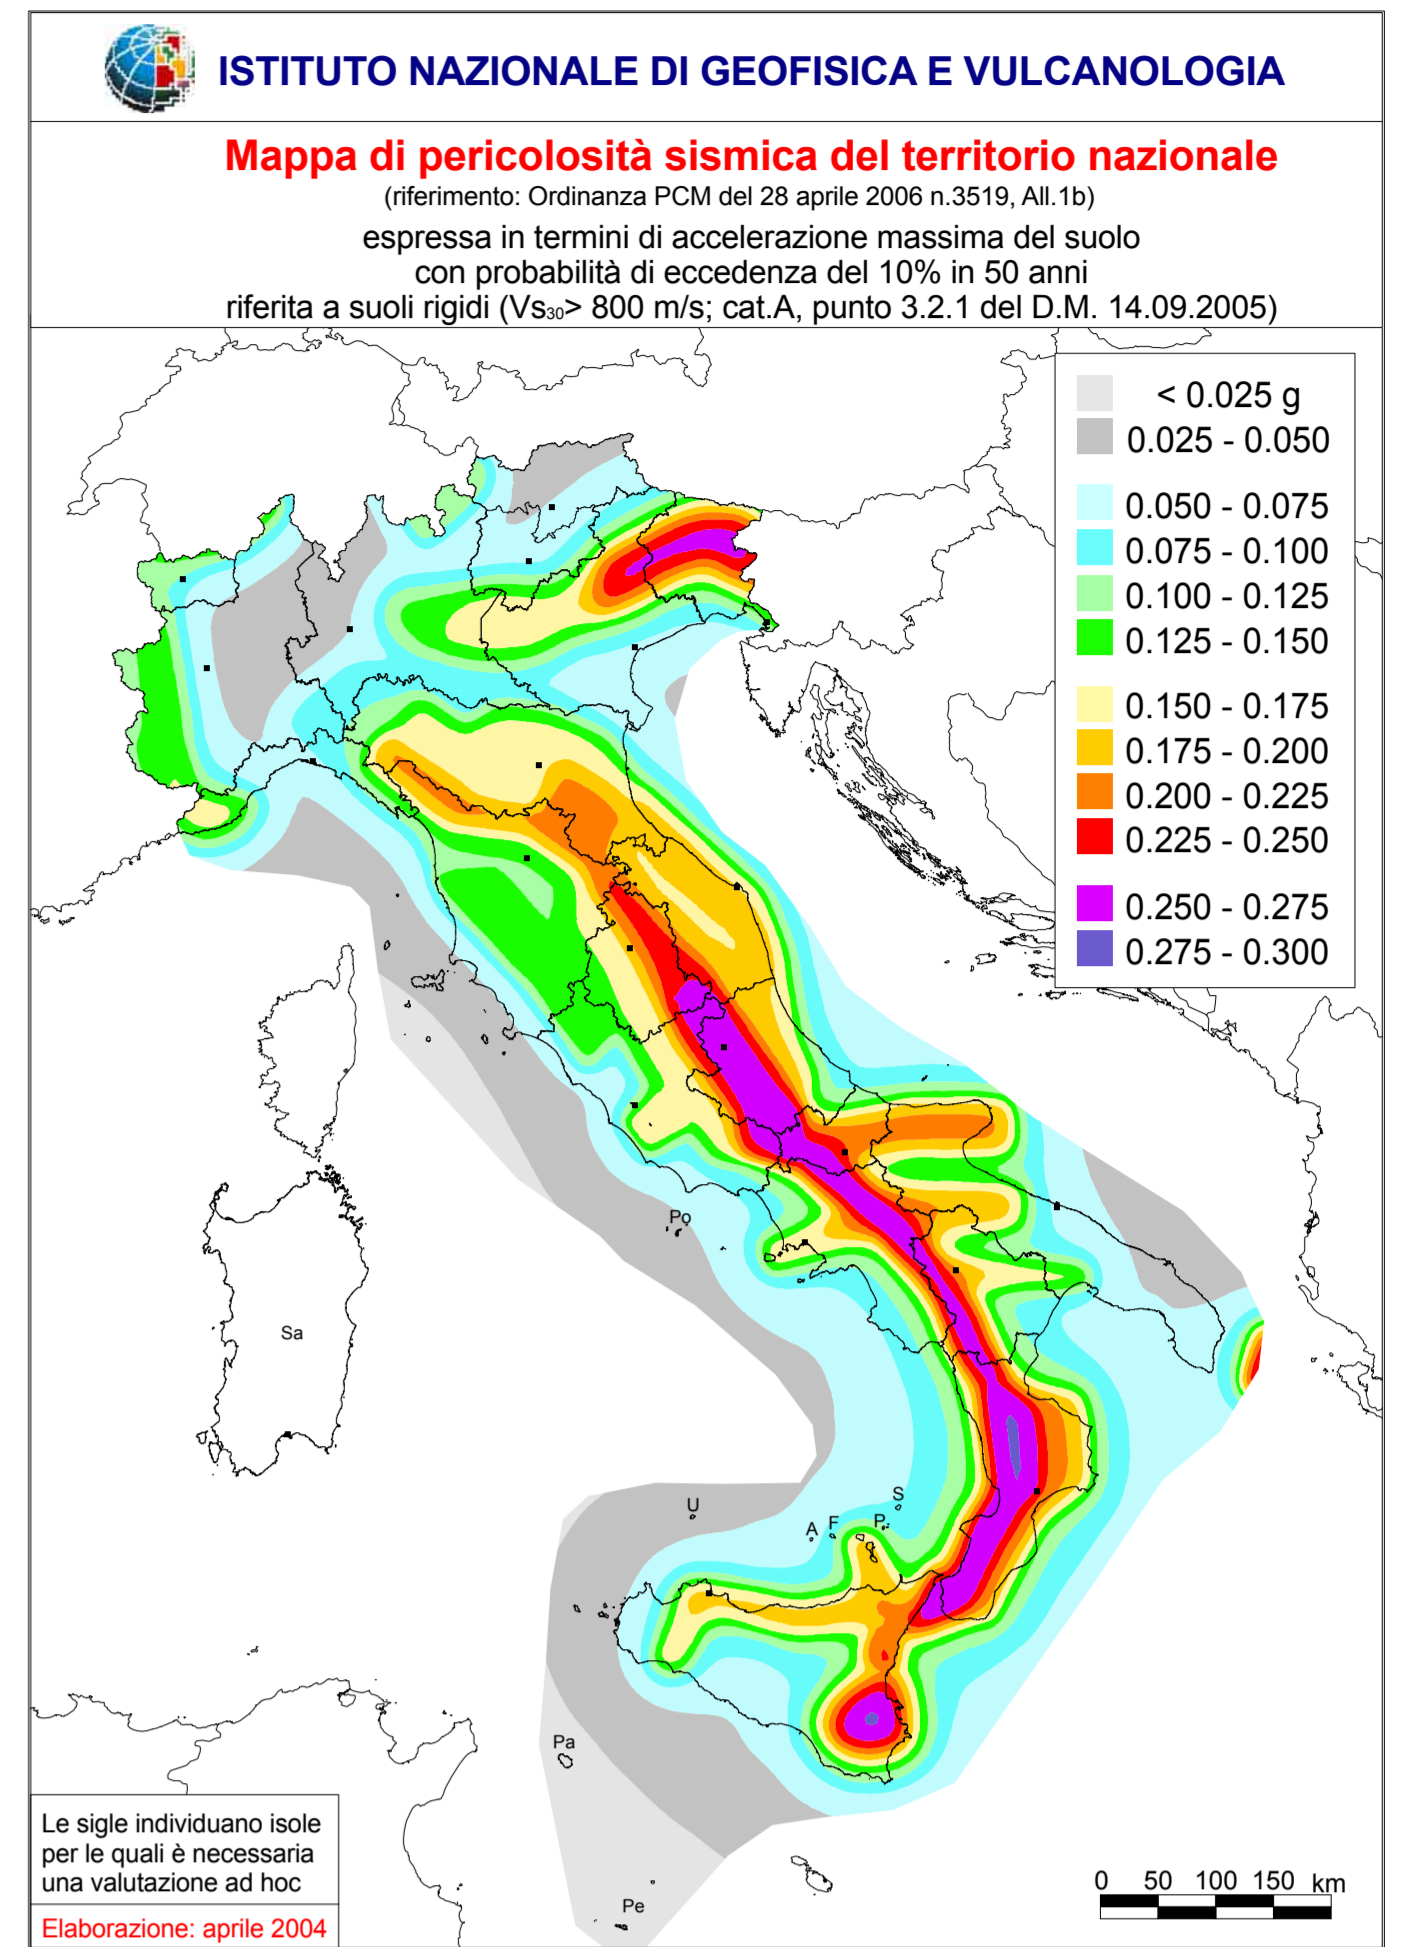 ISTITUTO NAZIONALE DI GEOFISICA E VULCANOLOGIA
Mappa di pericolosità sismica del territorio nazionale
(riferimento: Ordinanza PCM del 28 aprile 2006 n.3519, All.1b)
espressa in termini di accelerazione massima del suolo
con probabilità di eccedenza del 10% in 50 anni
riferita a suoli rigidi (Vs30> 800 m/s; cat.A, punto 3.2.1 del D.M. 14.09.2005)
< 0.025 g
0.025 - 0.050
0.050 - 0.075
0.075 - 0.100
0.100 - 0.125
0.125 - 0.150
0.150 - 0.175
0.175 - 0.200
0.200 - 0.225
0.225 - 0.250
0.250 - 0.275
0.275 - 0.300
Po
Sa
U
A
F
P
S
Pa
Pe
Le sigle individuano isole
per le quali è necessaria
una valutazione ad hoc
Elaborazione: aprile 2004
0 50 100 150 km